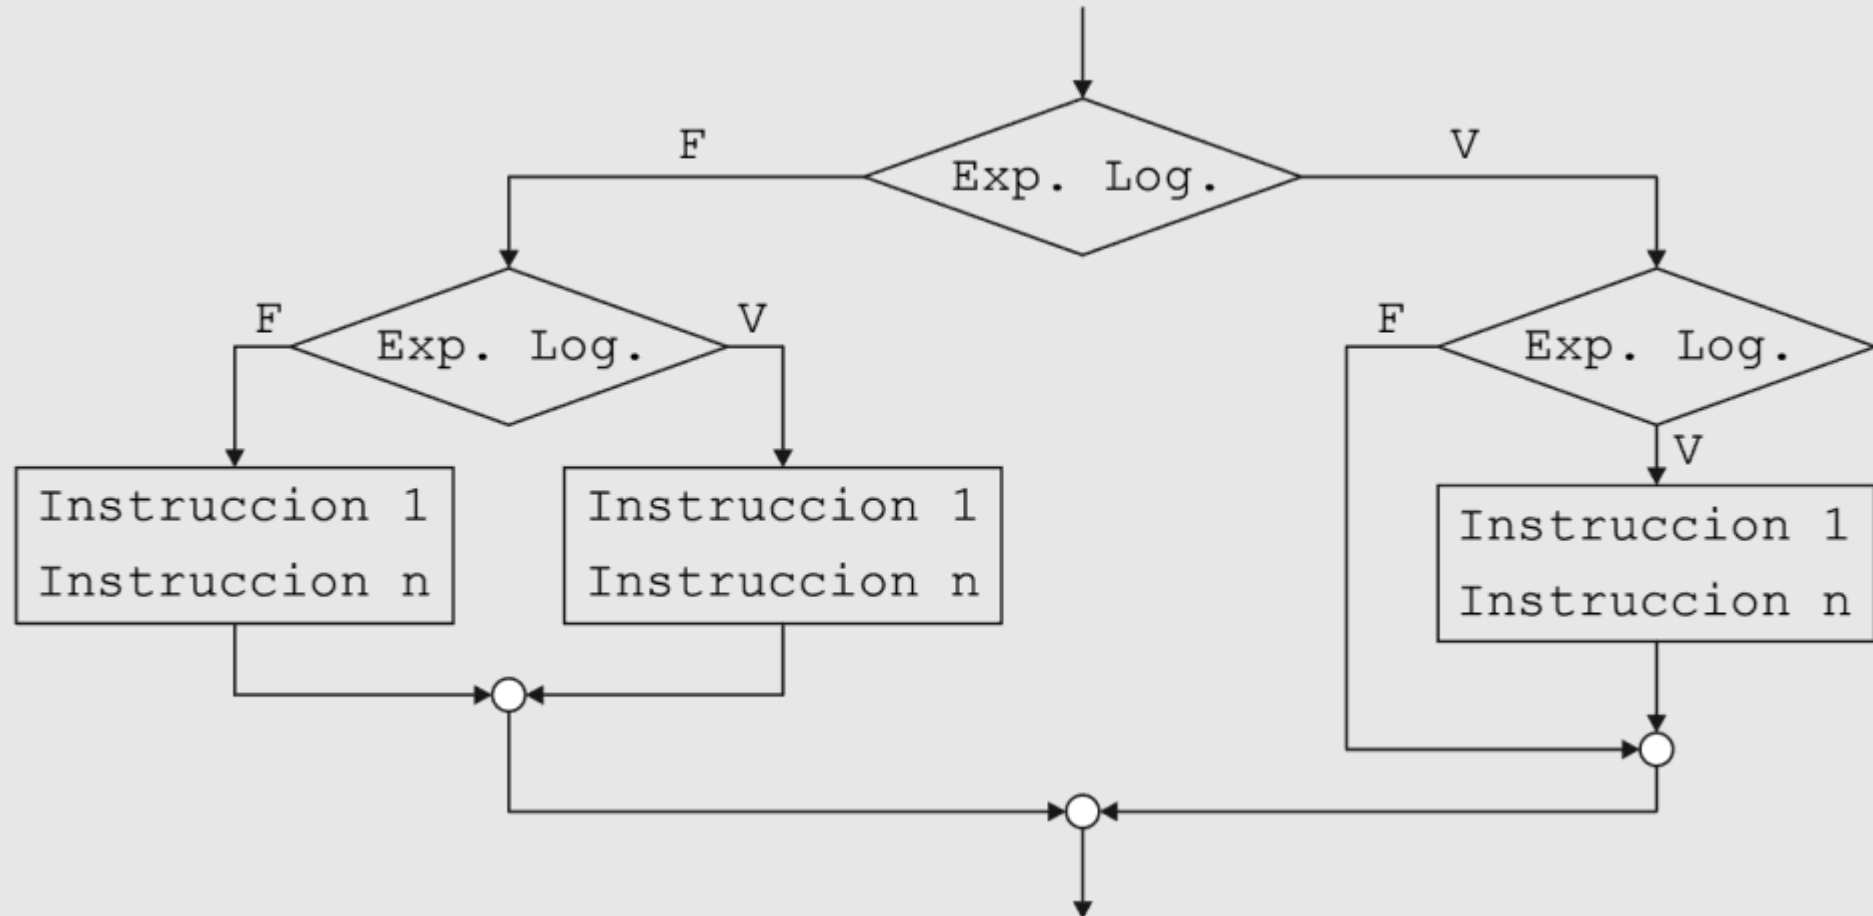 F
Exp. Log.
V
F
Exp. Log.
V
F
Exp. Log.
V
Instruccion 1
Instruccion n
Instruccion 1
Instruccion n
Instruccion 1
Instruccion n